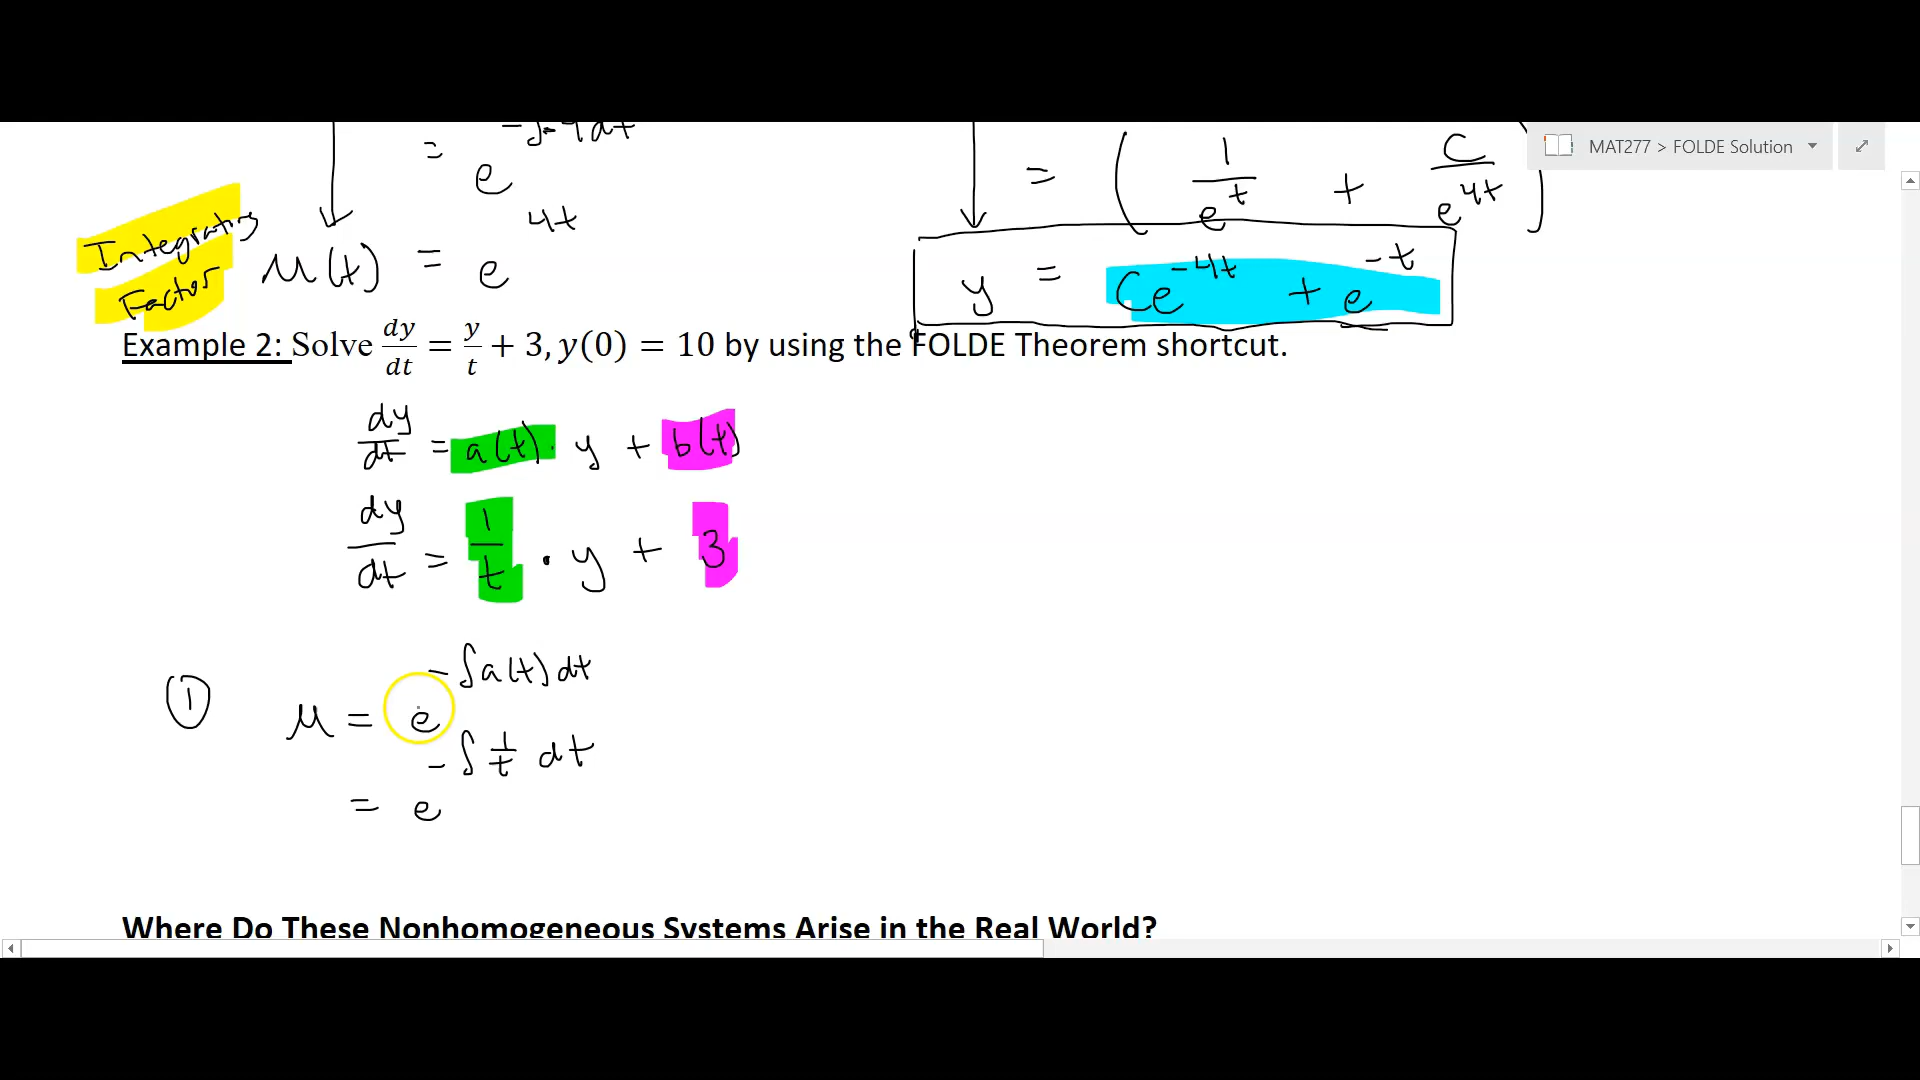 = e^{-∫-4dt}
= ( 1/e^t + C/e^{4t} )
MAT277 > FOLDE Solution
Integrating Factor
μ(t) = e^{4t}
y = Ce^{-4t} + e^{-t}
Example 2: Solve dy/dt = y/t + 3, y(0) = 10 by using the FOLDE Theorem shortcut.
dy/dt = a(t) · y + b(t)
dy/dt = 1/t · y + 3
① μ = e^{-∫a(t)dt}
= e^{-∫ 1/t dt}
Where Do These Nonhomogeneous Systems Arise in the Real World?